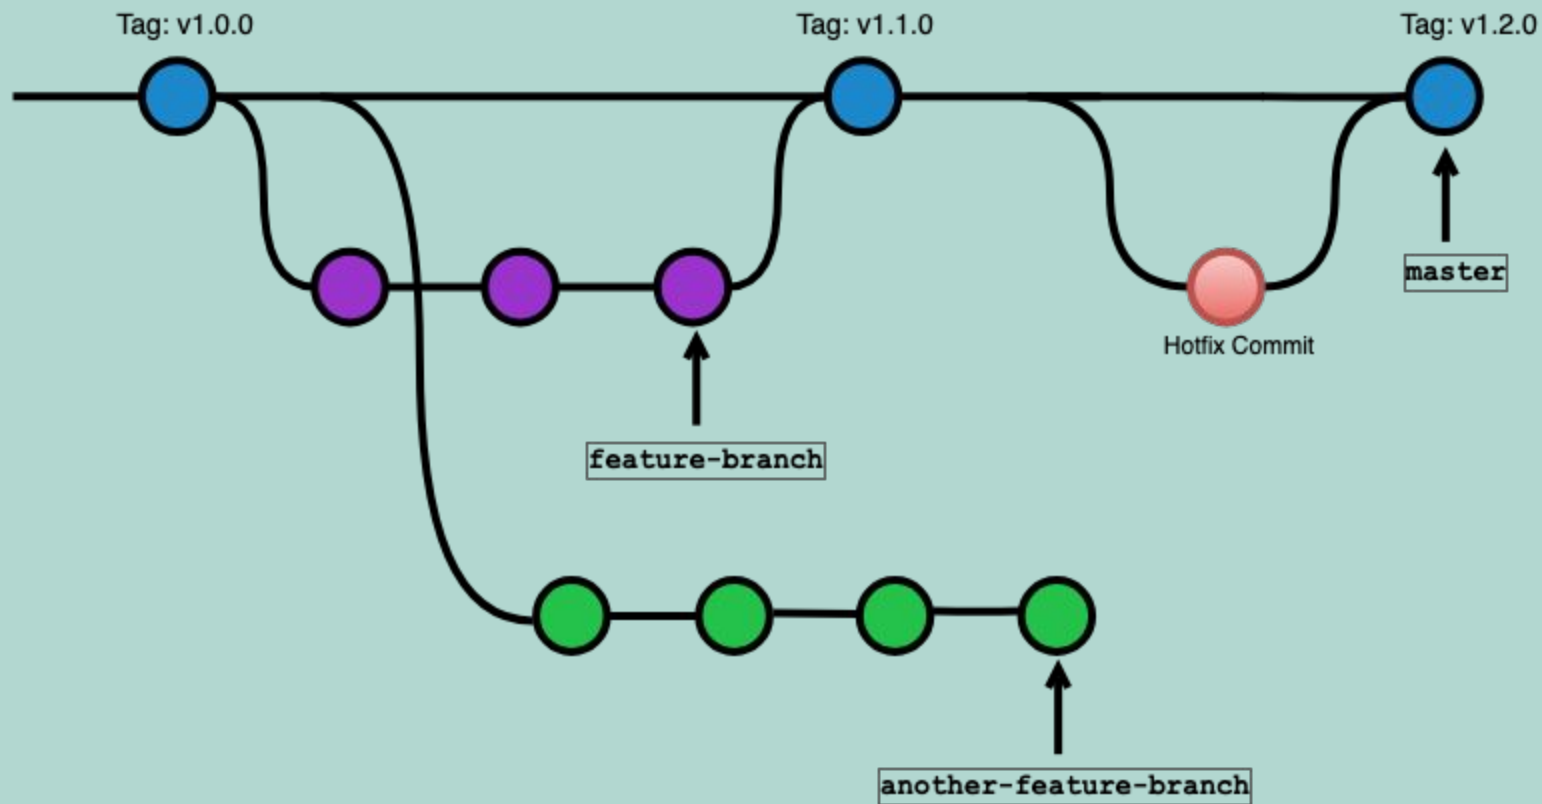 Tag: v1.0.0
Tag: v1.1.0
Tag: v1.2.0
master
Hotfix Commit
feature-branch
another-feature-branch